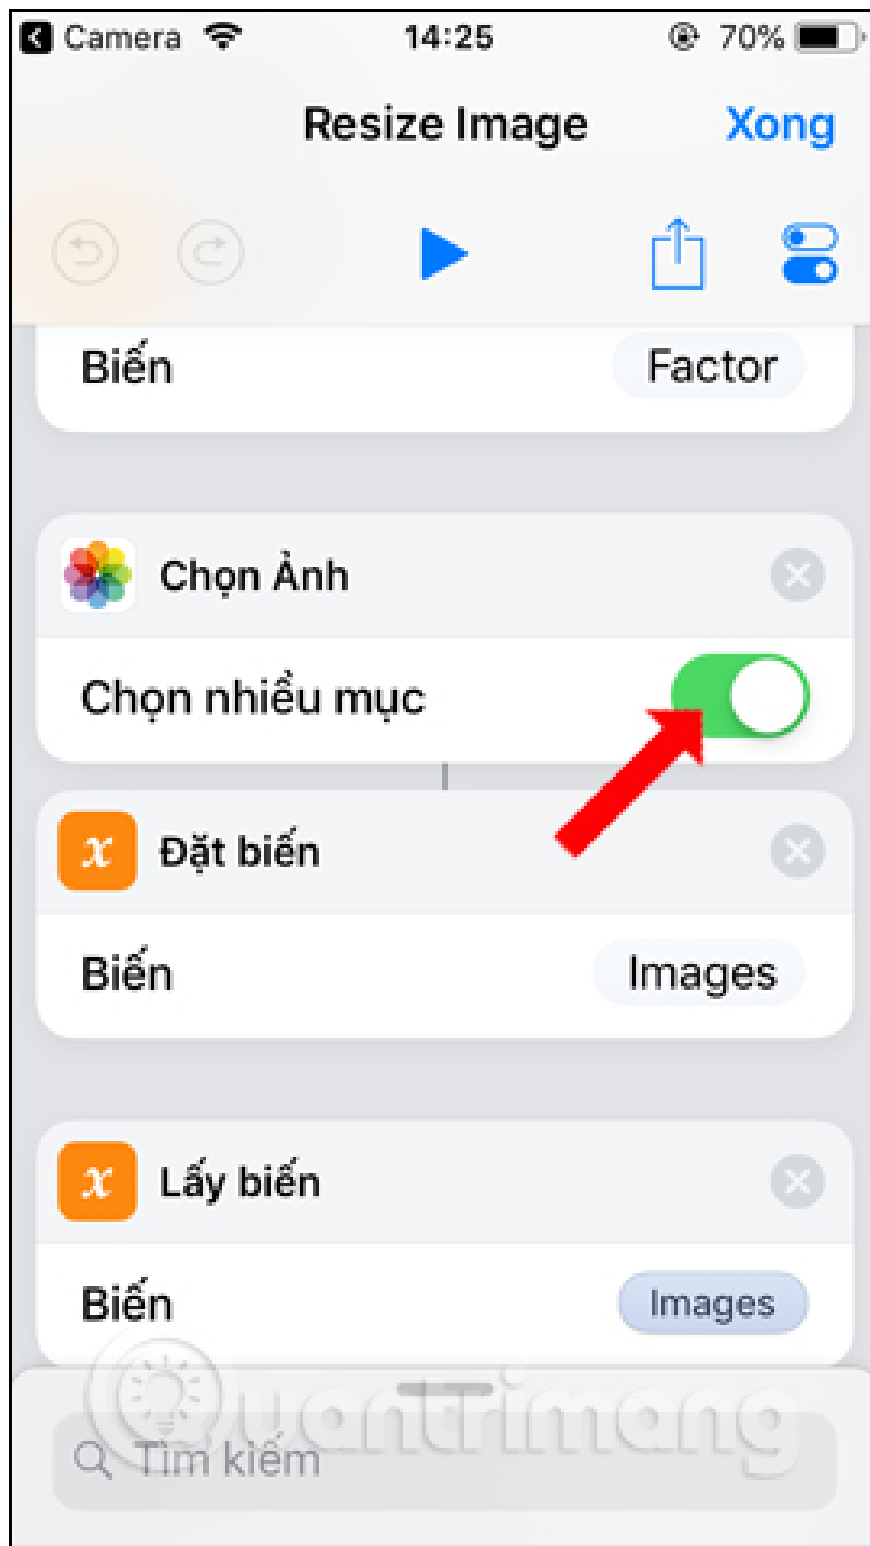 Camera 14:25 70%
Resize Image Xong
Biến Factor
Chọn Ảnh
Chọn nhiều mục
x Đặt biến
Biến Images
x Lấy biến
Biến Images
Quantrimang
Tìm kiếm